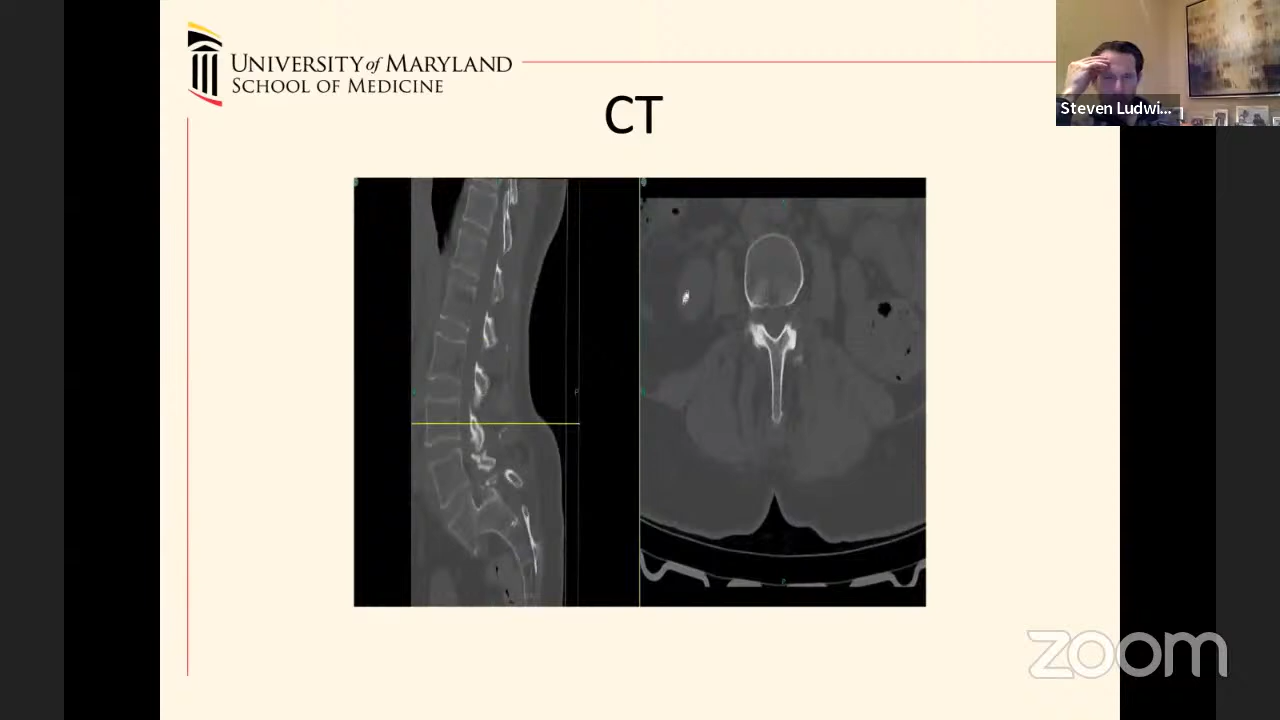 UNIVERSITY of MARYLAND
SCHOOL OF MEDICINE
CT
Steven Ludwi...
zoom